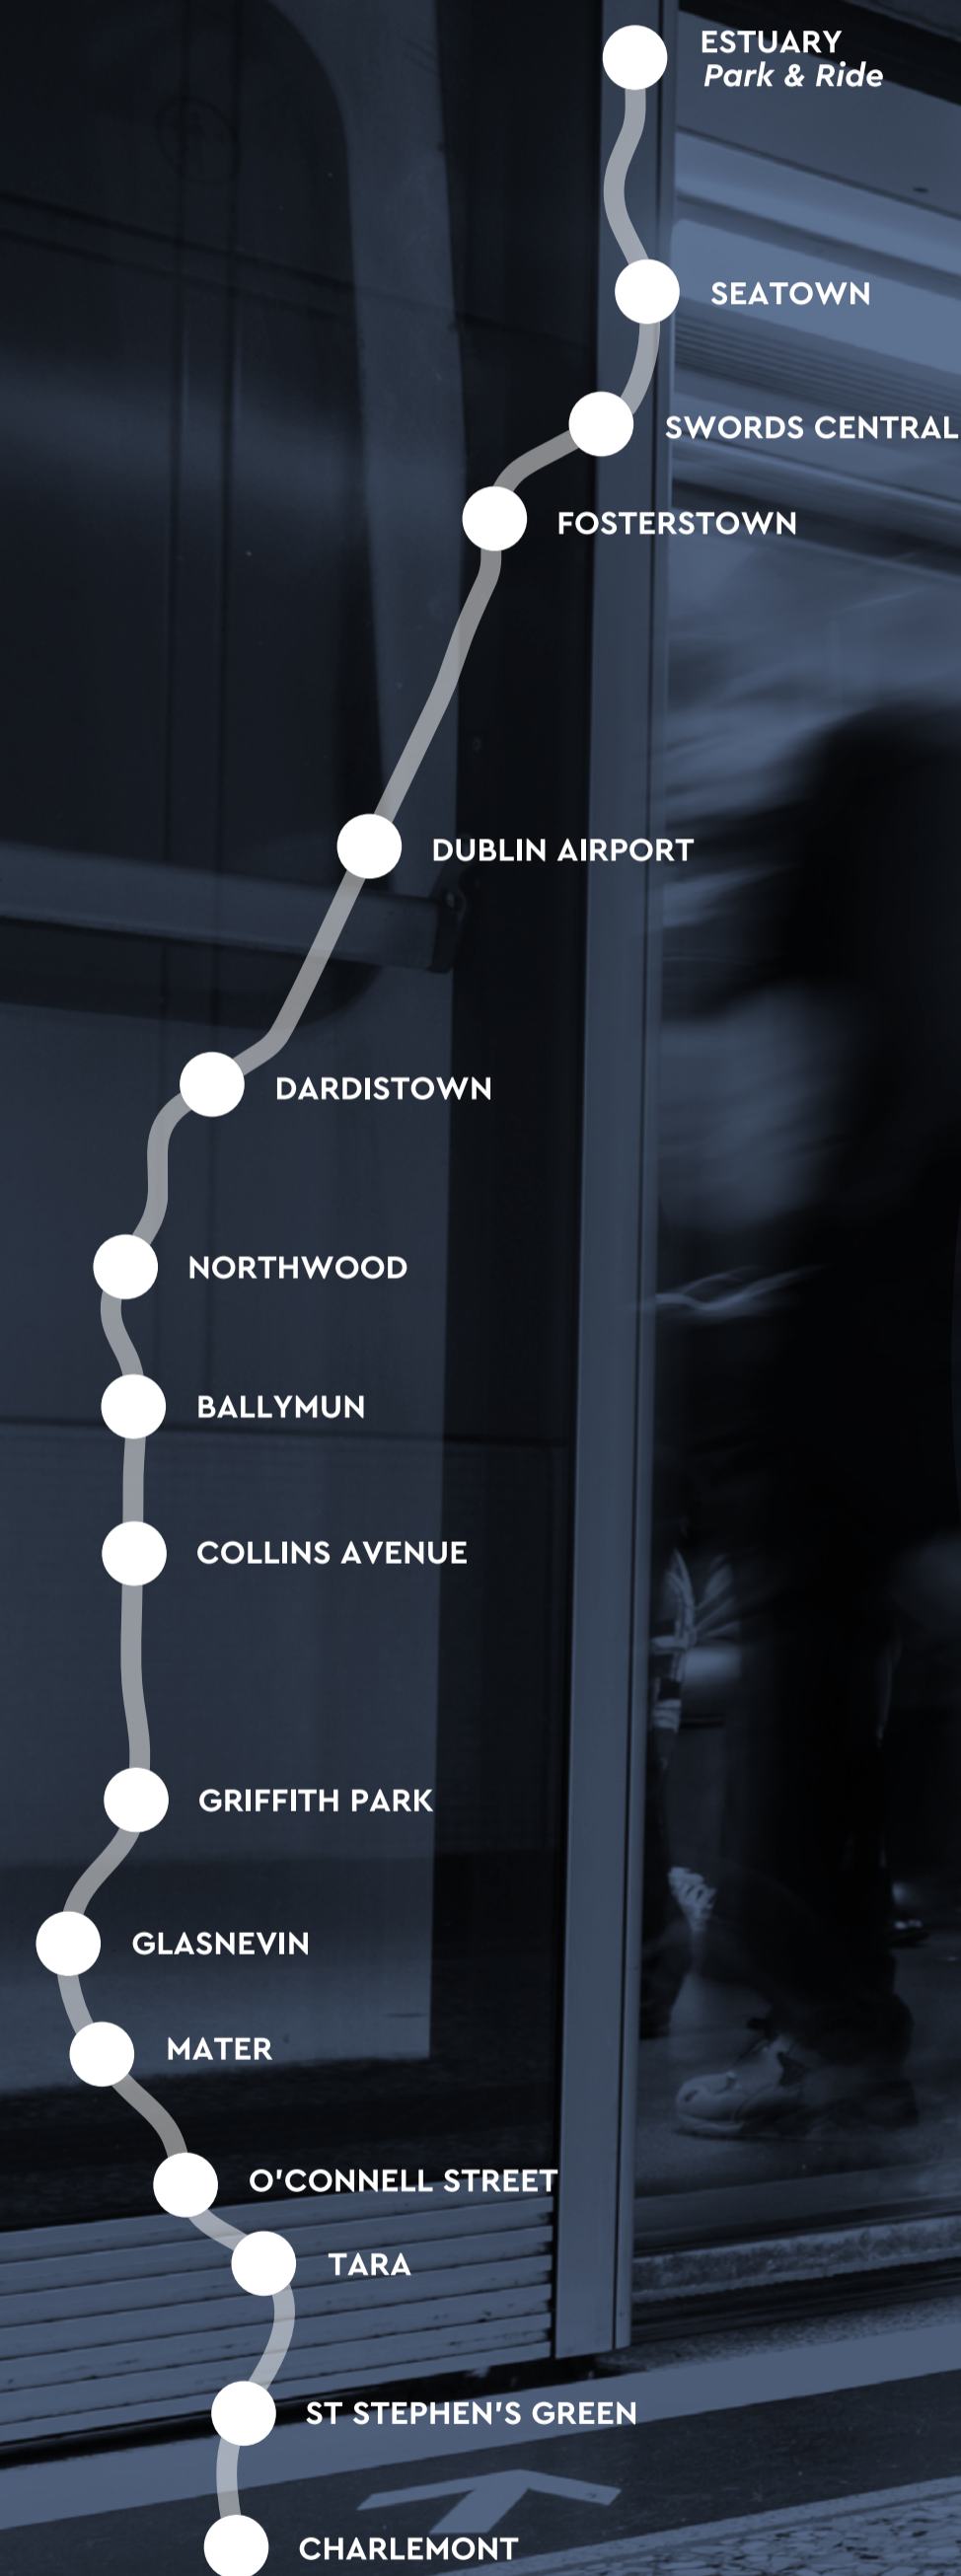 ESTUARY
Park & Ride
SEATOWN
SWORDS CENTRAL
FOSTERSTOWN
DUBLIN AIRPORT
DARDISTOWN
NORTHWOOD
BALLYMUN
COLLINS AVENUE
GRIFFITH PARK
GLASNEVIN
MATER
O'CONNELL STREET
TARA
ST STEPHEN'S GREEN
CHARLEMONT